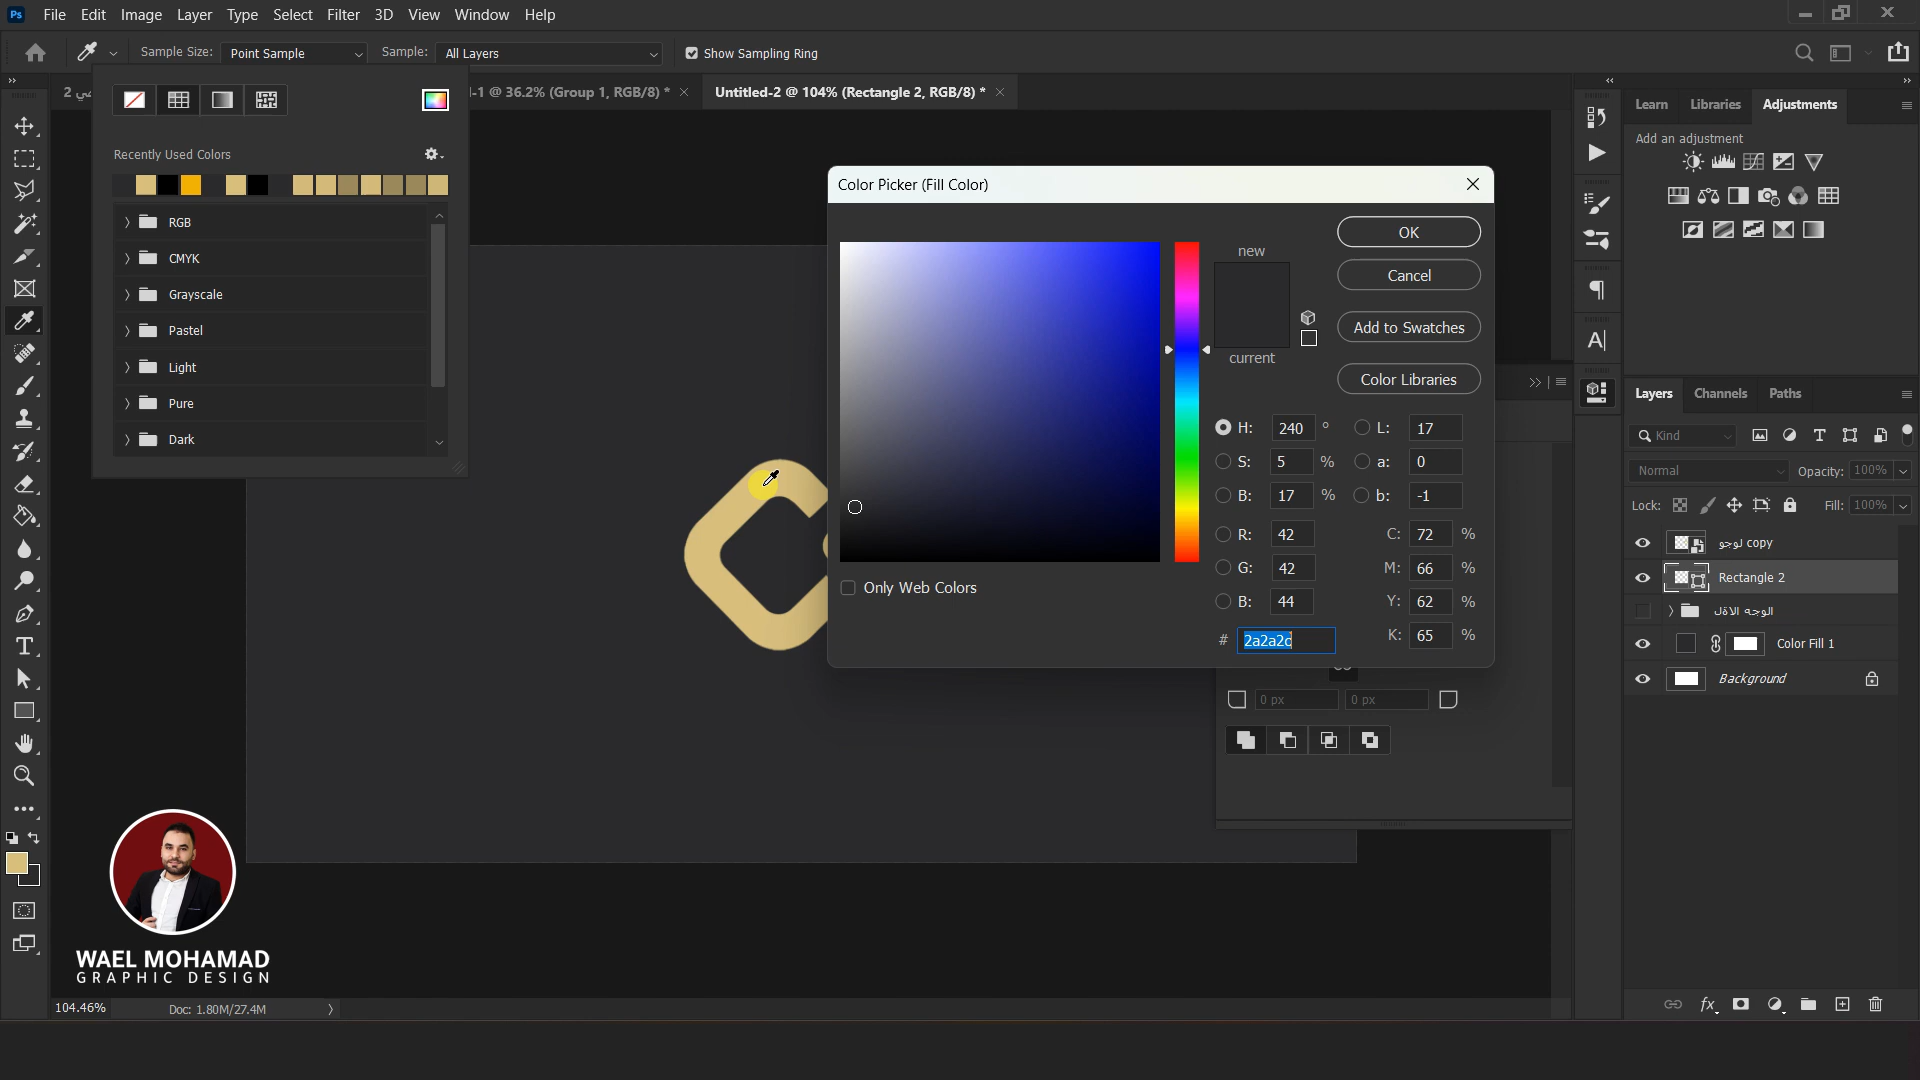 Ps File Edit Image Layer Type Select Filter 3D View Window Help
Sample Size: Point Sample Sample: All Layers Show Sampling Ring
-1 @ 36.2% (Group 1, RGB/8) * Untitled-2 @ 104% (Rectangle 2, RGB/8) *
Recently Used Colors
RGB
CMYK
Grayscale
Pastel
Light
Pure
Dark
Color Picker (Fill Color)
new
current
OK
Cancel
Add to Swatches
Color Libraries
H: 240 ° L: 17
S: 5 % a: 0
B: 17 % b: -1
R: 42 C: 72 %
G: 42 M: 66 %
B: 44 Y: 62 %
# 2a2a2c K: 65 %
Only Web Colors
0 px 0 px
Learn Libraries Adjustments
Add an adjustment
Layers Channels Paths
Kind
Normal Opacity: 100%
Lock: Fill: 100%
لوجو copy
Rectangle 2
الوجه الاةل
Color Fill 1
Background
WAEL MOHAMAD
GRAPHIC DESIGN
104.46% Doc: 1.80M/27.4M